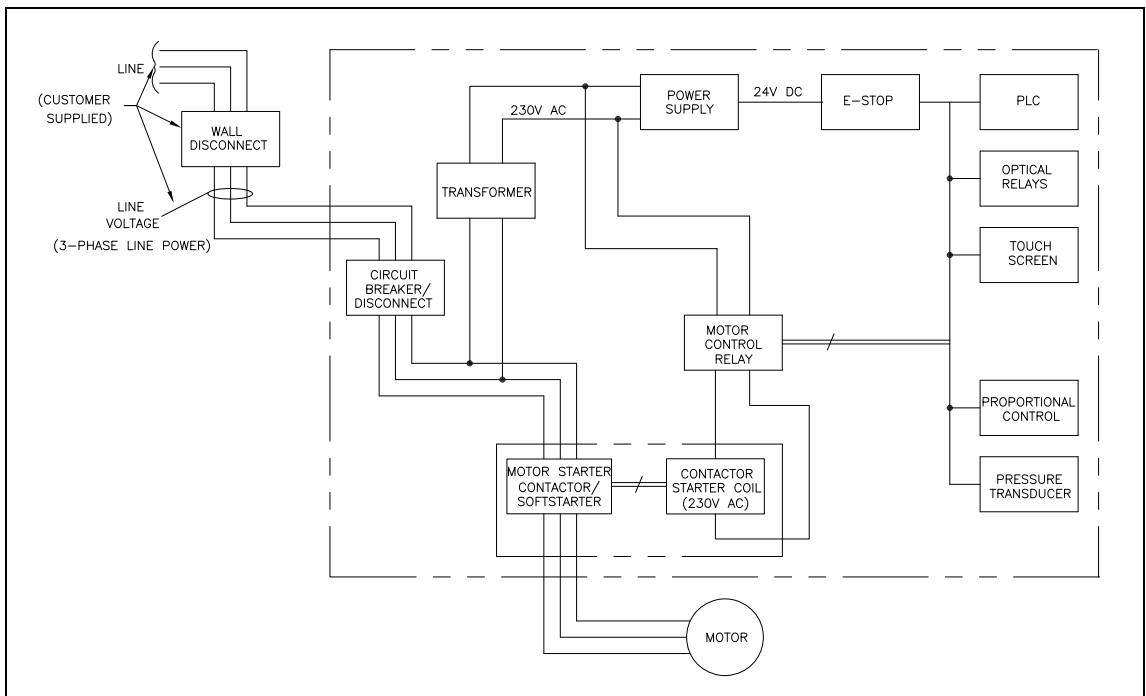 LINE
(CUSTOMER
SUPPLIED)
WALL
DISCONNECT
LINE
VOLTAGE
(3-PHASE LINE POWER)
CIRCUIT
BREAKER/
DISCONNECT
TRANSFORMER
230V AC
POWER
SUPPLY
24V DC
E-STOP
PLC
OPTICAL
RELAYS
TOUCH
SCREEN
MOTOR
CONTROL
RELAY
PROPORTIONAL
CONTROL
PRESSURE
TRANSDUCER
MOTOR STARTER
CONTACTOR/
SOFTSTARTER
CONTACTOR
STARTER COIL
(230V AC)
MOTOR